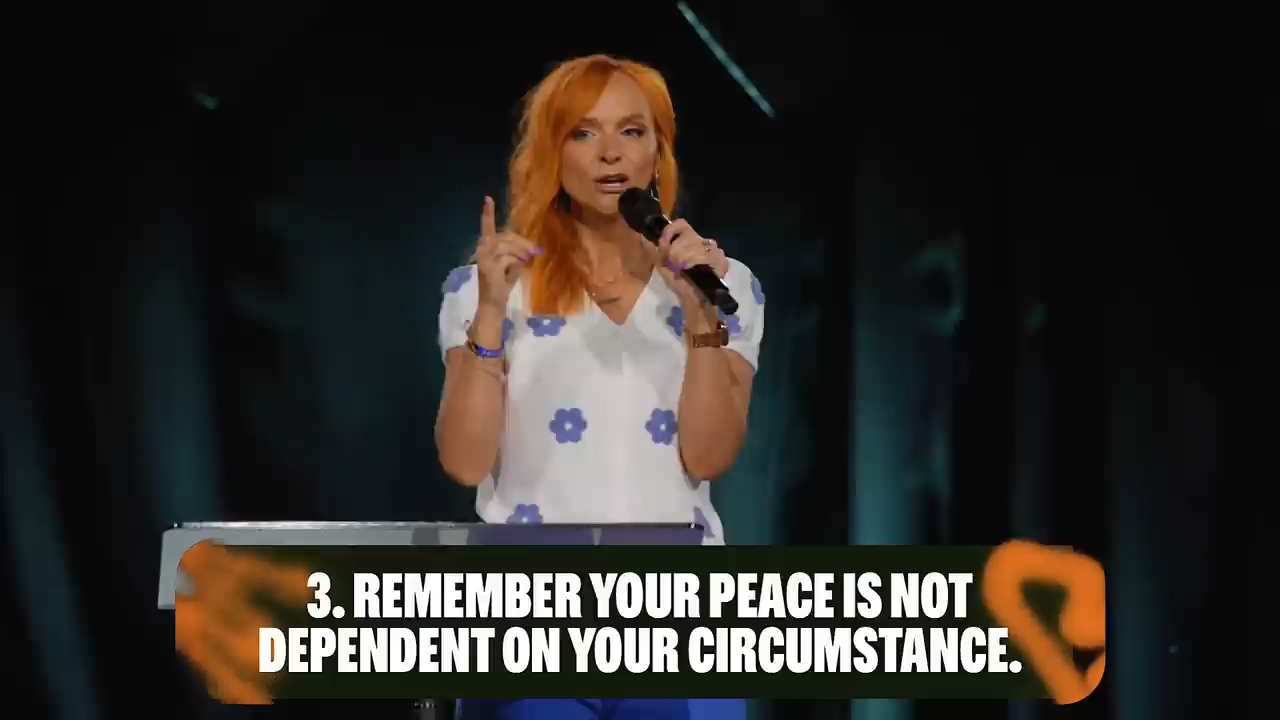 3. REMEMBER YOUR PEACE IS NOT
DEPENDENT ON YOUR CIRCUMSTANCE.